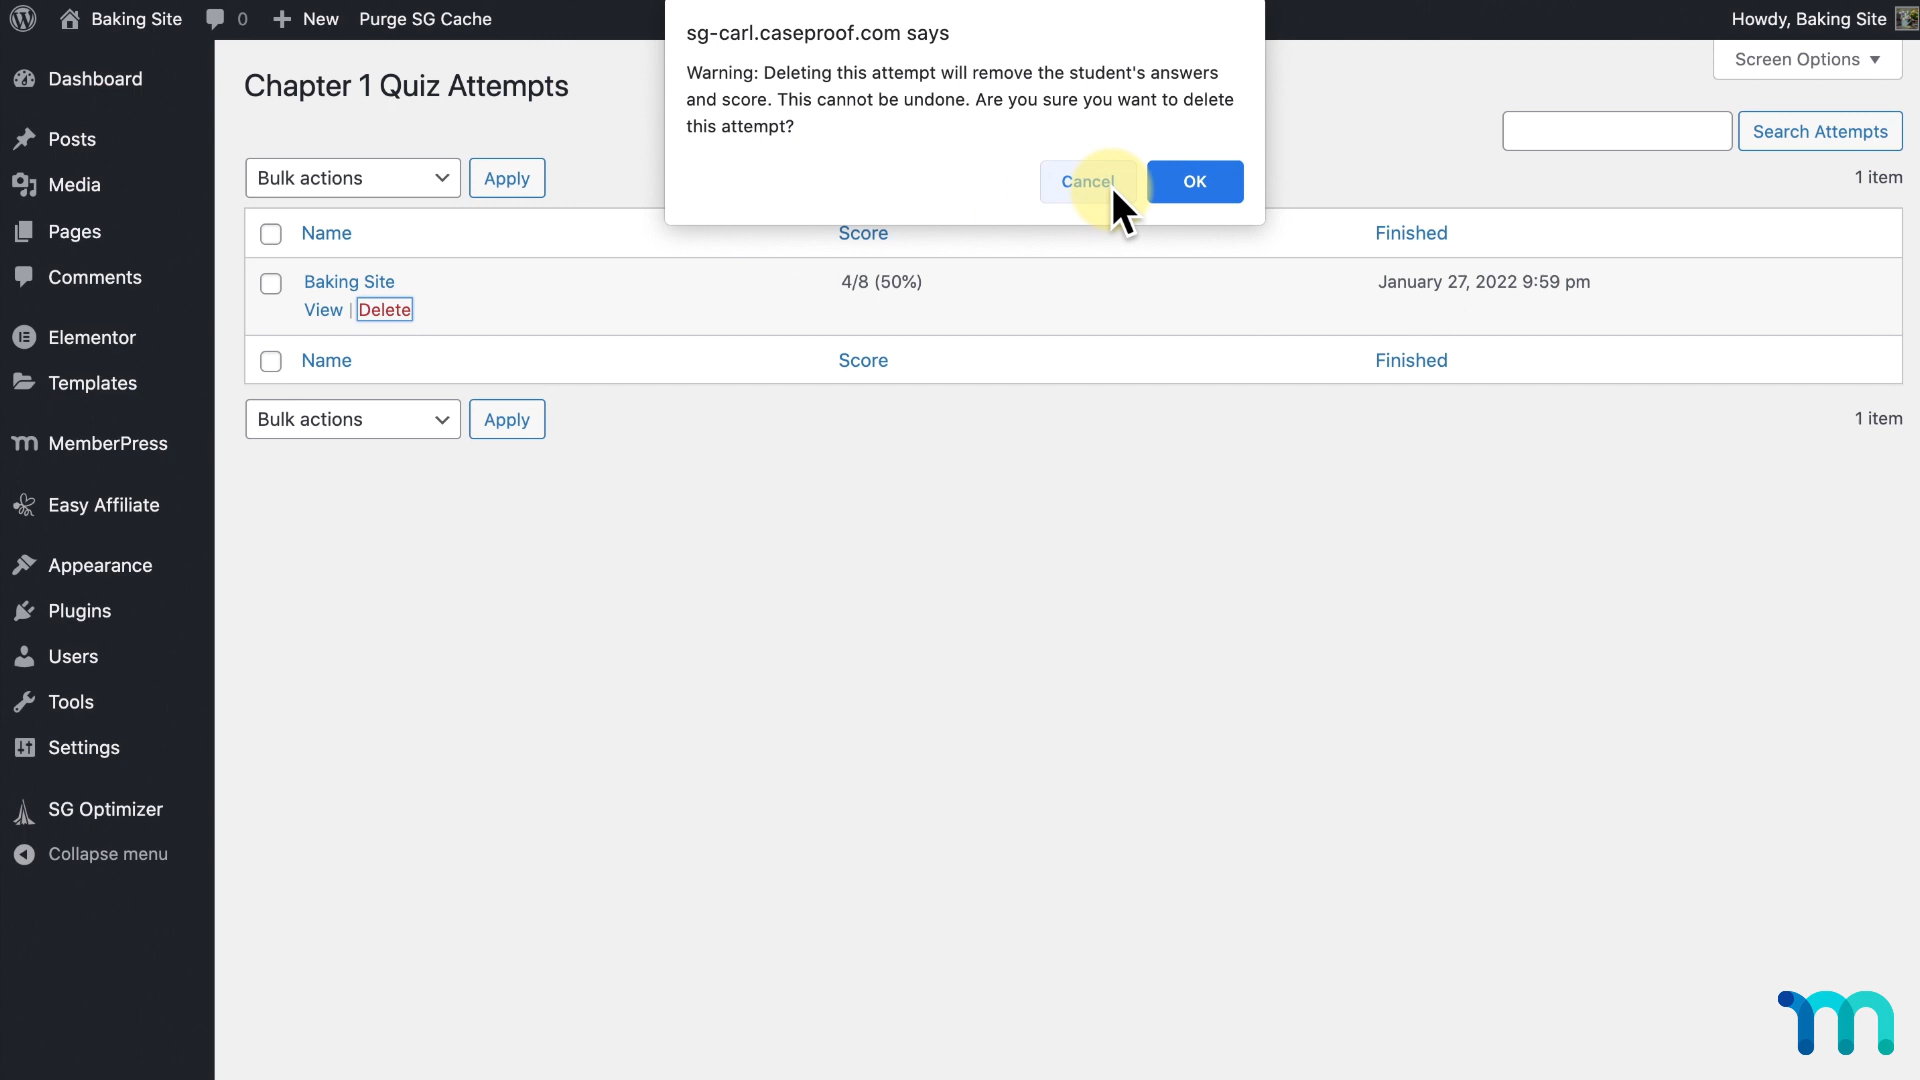 Baking Site 0 New Purge SG Cache Howdy, Baking Site
Dashboard
Posts
Media
Pages
Comments
Elementor
Templates
MemberPress
Easy Affiliate
Appearance
Plugins
Users
Tools
Settings
SG Optimizer
Collapse menu
sg-carl.caseproof.com says
Warning: Deleting this attempt will remove the student's answers
and score. This cannot be undone. Are you sure you want to delete
this attempt?
Cancel OK
Screen Options
Chapter 1 Quiz Attempts
Search Attempts
Bulk actions Apply 1 item
Name Score Finished
Baking Site 4/8 (50%) January 27, 2022 9:59 pm
View | Delete
Name Score Finished
Bulk actions Apply 1 item